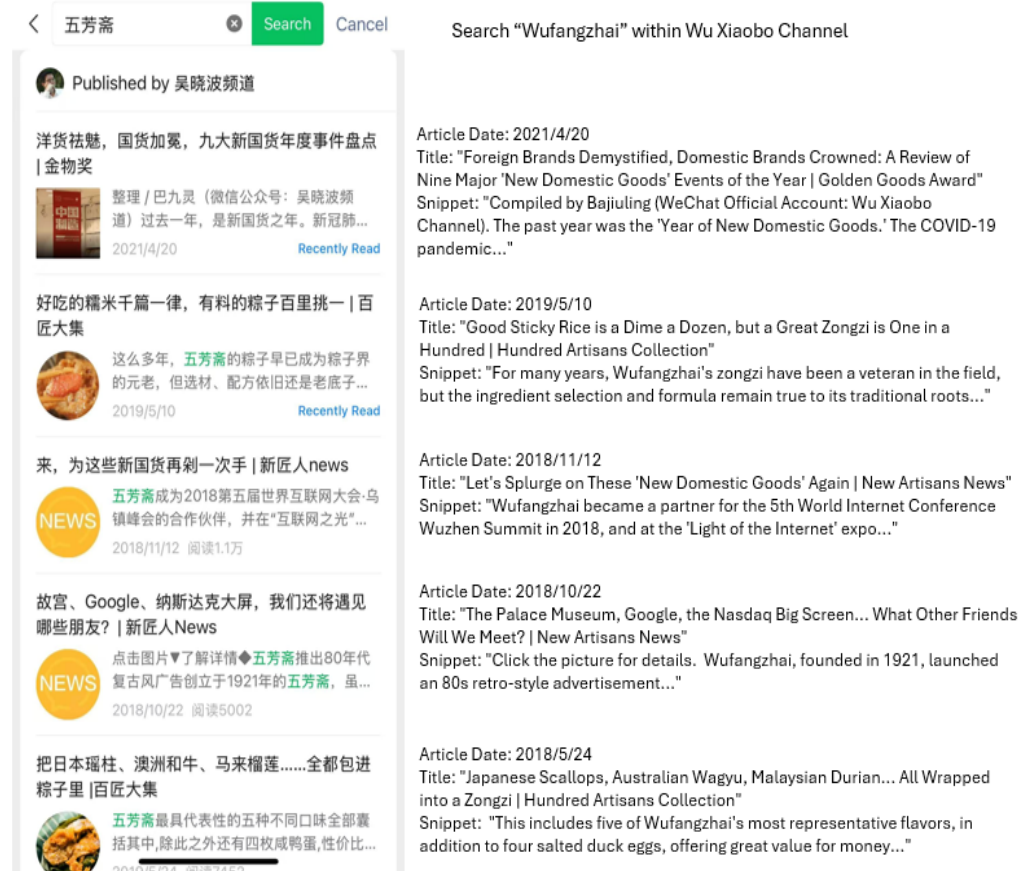 五芳斋
Search
Cancel
Search “Wufangzhai” within Wu Xiaobo Channel
Published by 吴晓波频道
洋货祛魅，国货加冕，九大新国货年度事件盘点
| 金物奖
中国
制造
整理 / 巴九灵（微信公众号：吴晓波频
道）过去一年，是新国货之年。新冠肺...
2021/4/20
Recently Read
Article Date: 2021/4/20
Title: "Foreign Brands Demystified, Domestic Brands Crowned: A Review of
Nine Major 'New Domestic Goods' Events of the Year | Golden Goods Award"
Snippet: "Compiled by Bajiuling (WeChat Official Account: Wu Xiaobo
Channel). The past year was the 'Year of New Domestic Goods.' The COVID-19
pandemic..."
好吃的糯米千篇一律，有料的粽子百里挑一 | 百
匠大集
这么多年，五芳斋的粽子早已成为粽子界
的元老，但选材、配方依旧还是老底子...
2019/5/10
Recently Read
Article Date: 2019/5/10
Title: "Good Sticky Rice is a Dime a Dozen, but a Great Zongzi is One in a
Hundred | Hundred Artisans Collection"
Snippet: "For many years, Wufangzhai's zongzi have been a veteran in the field,
but the ingredient selection and formula remain true to its traditional roots..."
来，为这些新国货再剁一次手 | 新匠人news
NEWS
五芳斋成为2018第五届世界互联网大会·乌
镇峰会的合作伙伴，并在“互联网之光”...
2018/11/12 阅读1.1万
Article Date: 2018/11/12
Title: "Let's Splurge on These 'New Domestic Goods' Again | New Artisans News"
Snippet: "Wufangzhai became a partner for the 5th World Internet Conference
Wuzhen Summit in 2018, and at the 'Light of the Internet' expo..."
故宫、Google、纳斯达克大屏，我们还将遇见
哪些朋友？| 新匠人News
NEWS
点击图片▼了解详情◆五芳斋推出80年代
复古风广告创立于1921年的五芳斋，虽...
2018/10/22 阅读5002
Article Date: 2018/10/22
Title: "The Palace Museum, Google, the Nasdaq Big Screen... What Other Friends
Will We Meet? | New Artisans News"
Snippet: "Click the picture for details.  Wufangzhai, founded in 1921, launched
an 80s retro-style advertisement..."
把日本瑶柱、澳洲和牛、马来榴莲......全都包进
粽子里 |百匠大集
五芳斋最具代表性的五种不同口味全部囊
括其中,除此之外还有四枚咸鸭蛋,性价比...
Article Date: 2018/5/24
Title: "Japanese Scallops, Australian Wagyu, Malaysian Durian... All Wrapped
into a Zongzi | Hundred Artisans Collection"
Snippet:  "This includes five of Wufangzhai's most representative flavors, in
addition to four salted duck eggs, offering great value for money..."